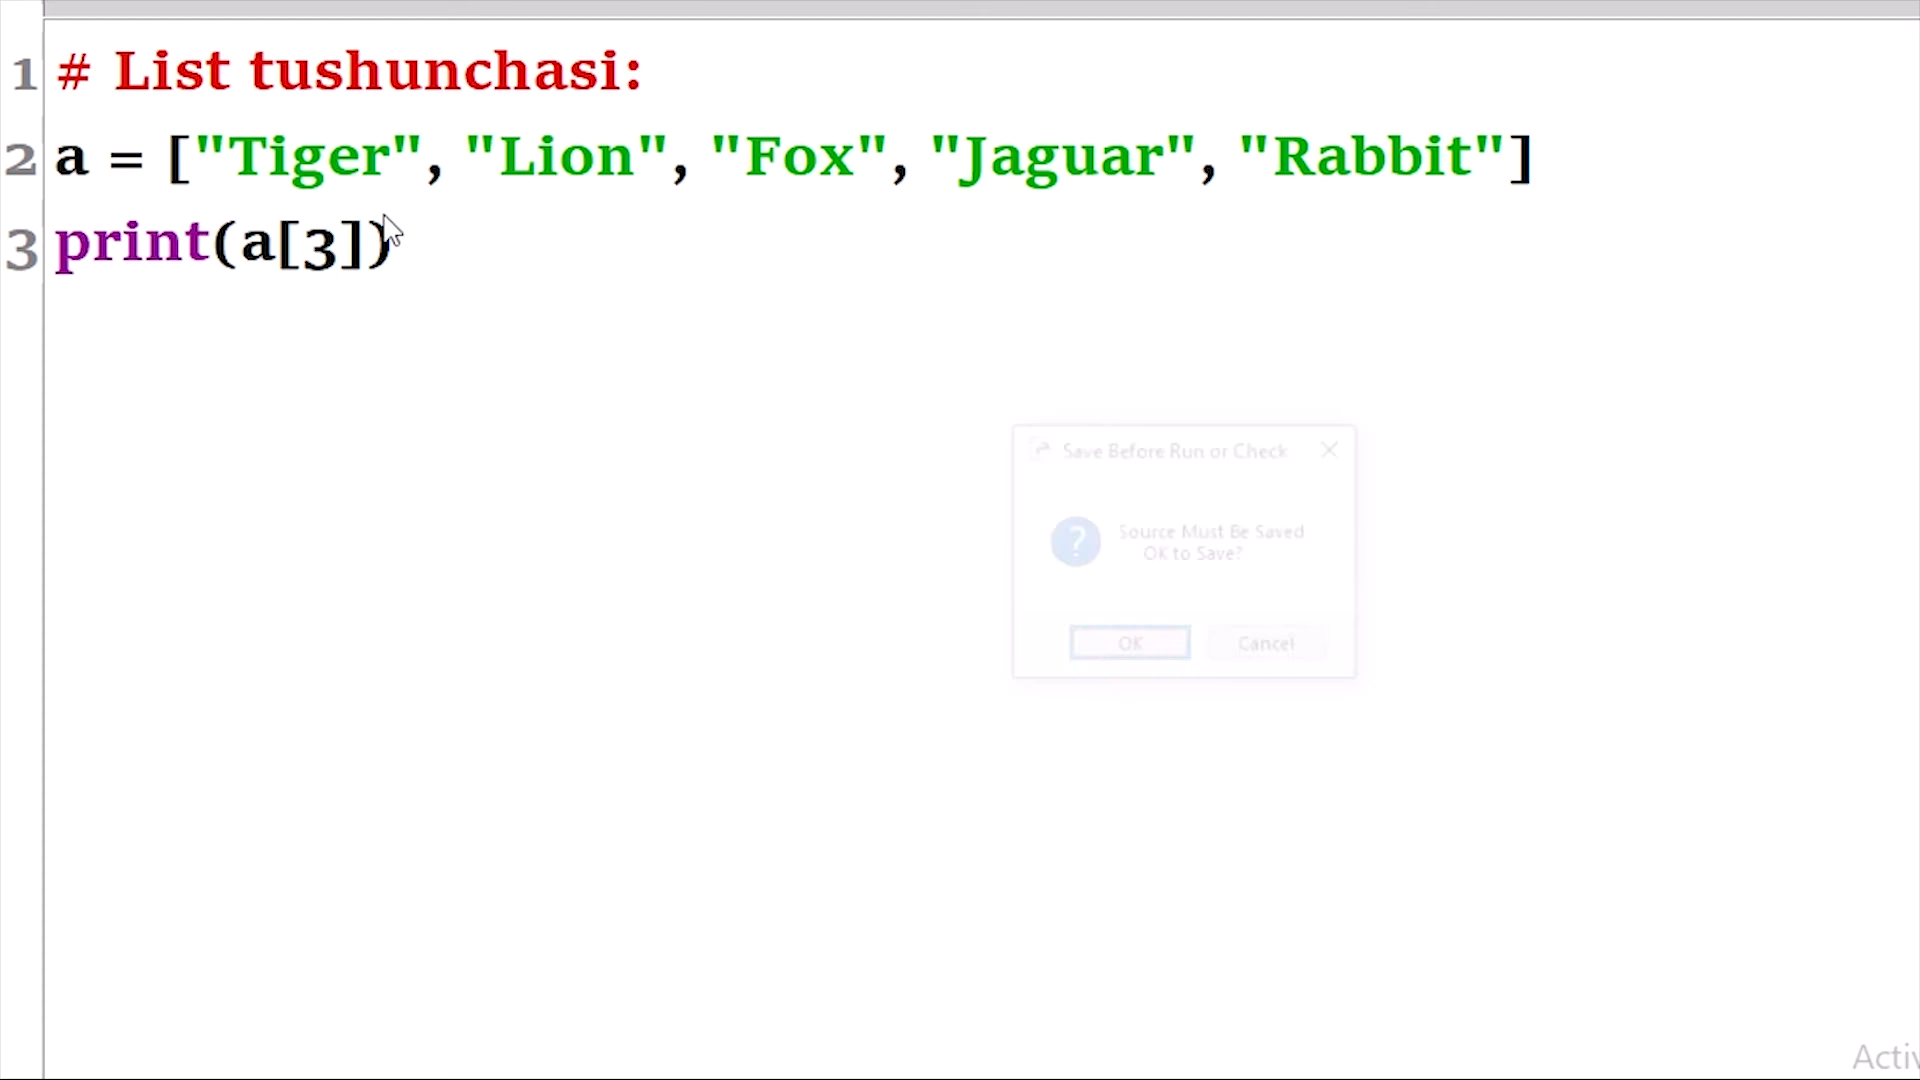 1 # List tushunchasi:
2 a = ["Tiger", "Lion", "Fox", "Jaguar", "Rabbit"]
3 print(a[3])
Save Before Run or Check
Source Must Be Saved
OK to Save?
OK Cancel